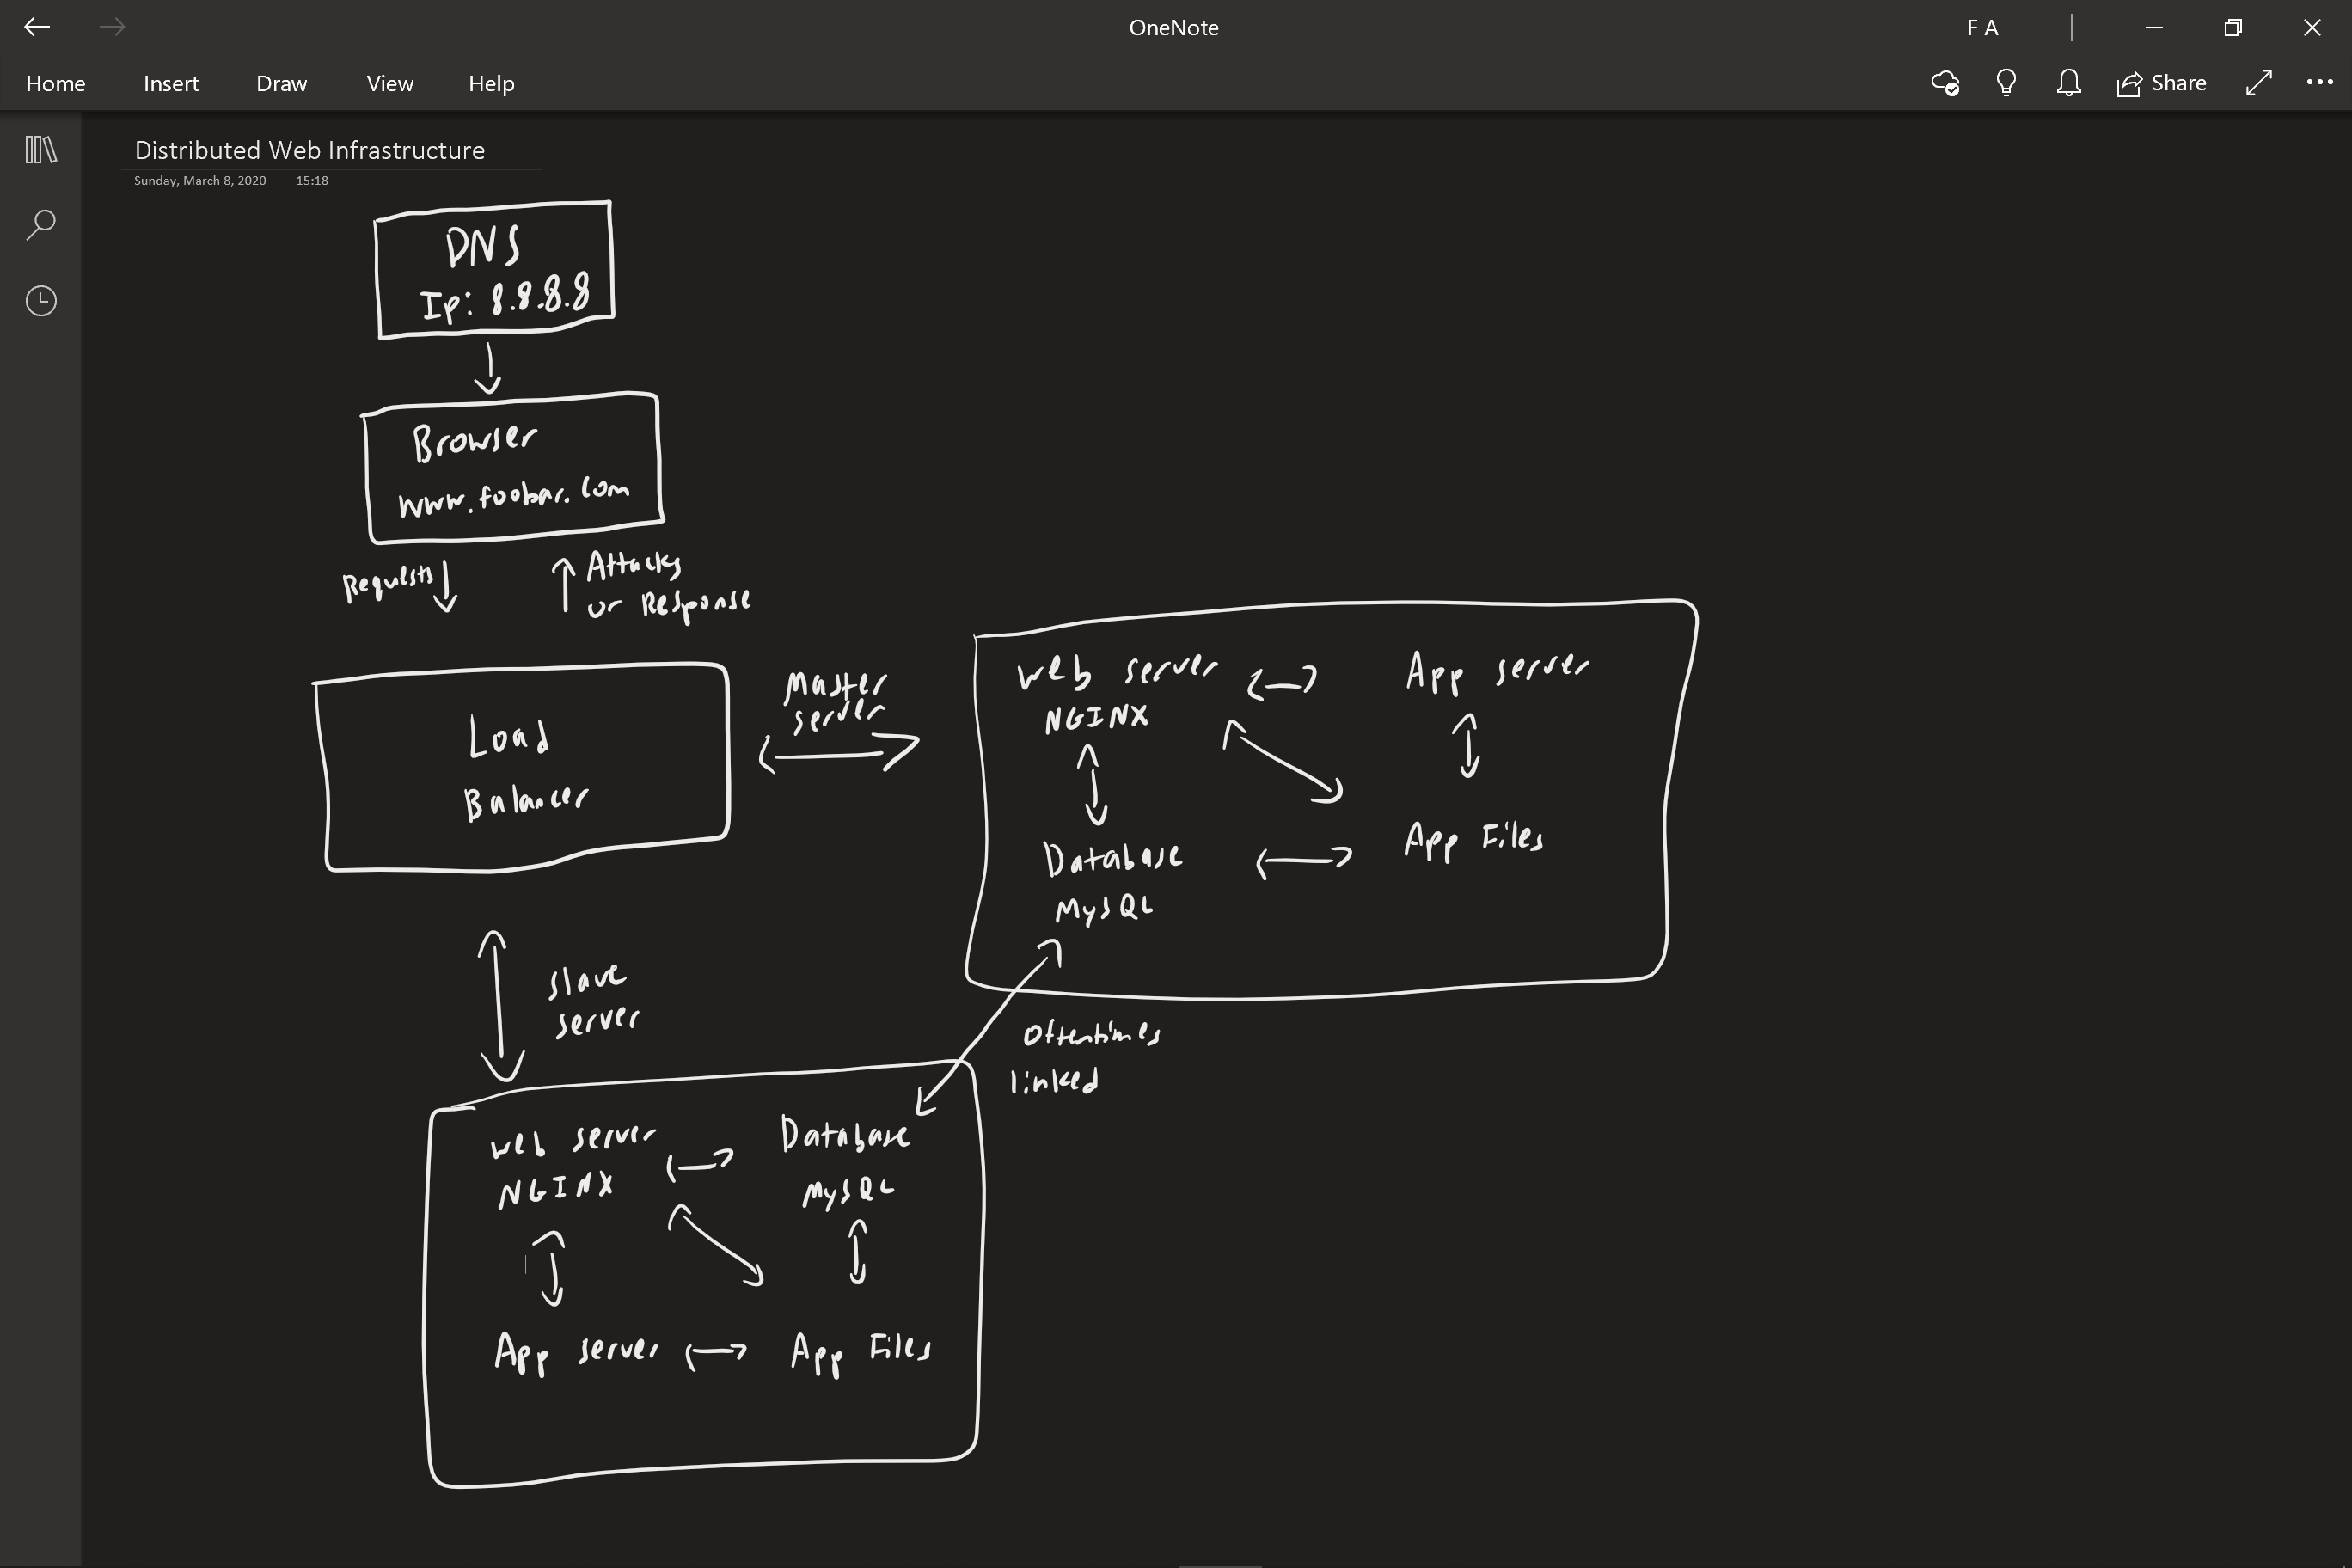 OneNote
F A
Home Insert Draw View Help
Share
Distributed Web Infrastructure
Sunday, March 8, 2020 15:18
DNS
Ip: 8.8.8.8
Browser
www.foobar.com
Requests
Attacks
or Response
Load
Balancer
Master
server
web server
NGINX
App server
Database
MySQL
App Files
slave
server
Oftentimes
linked
web server
NGINX
Database
MySQL
App server
App Files